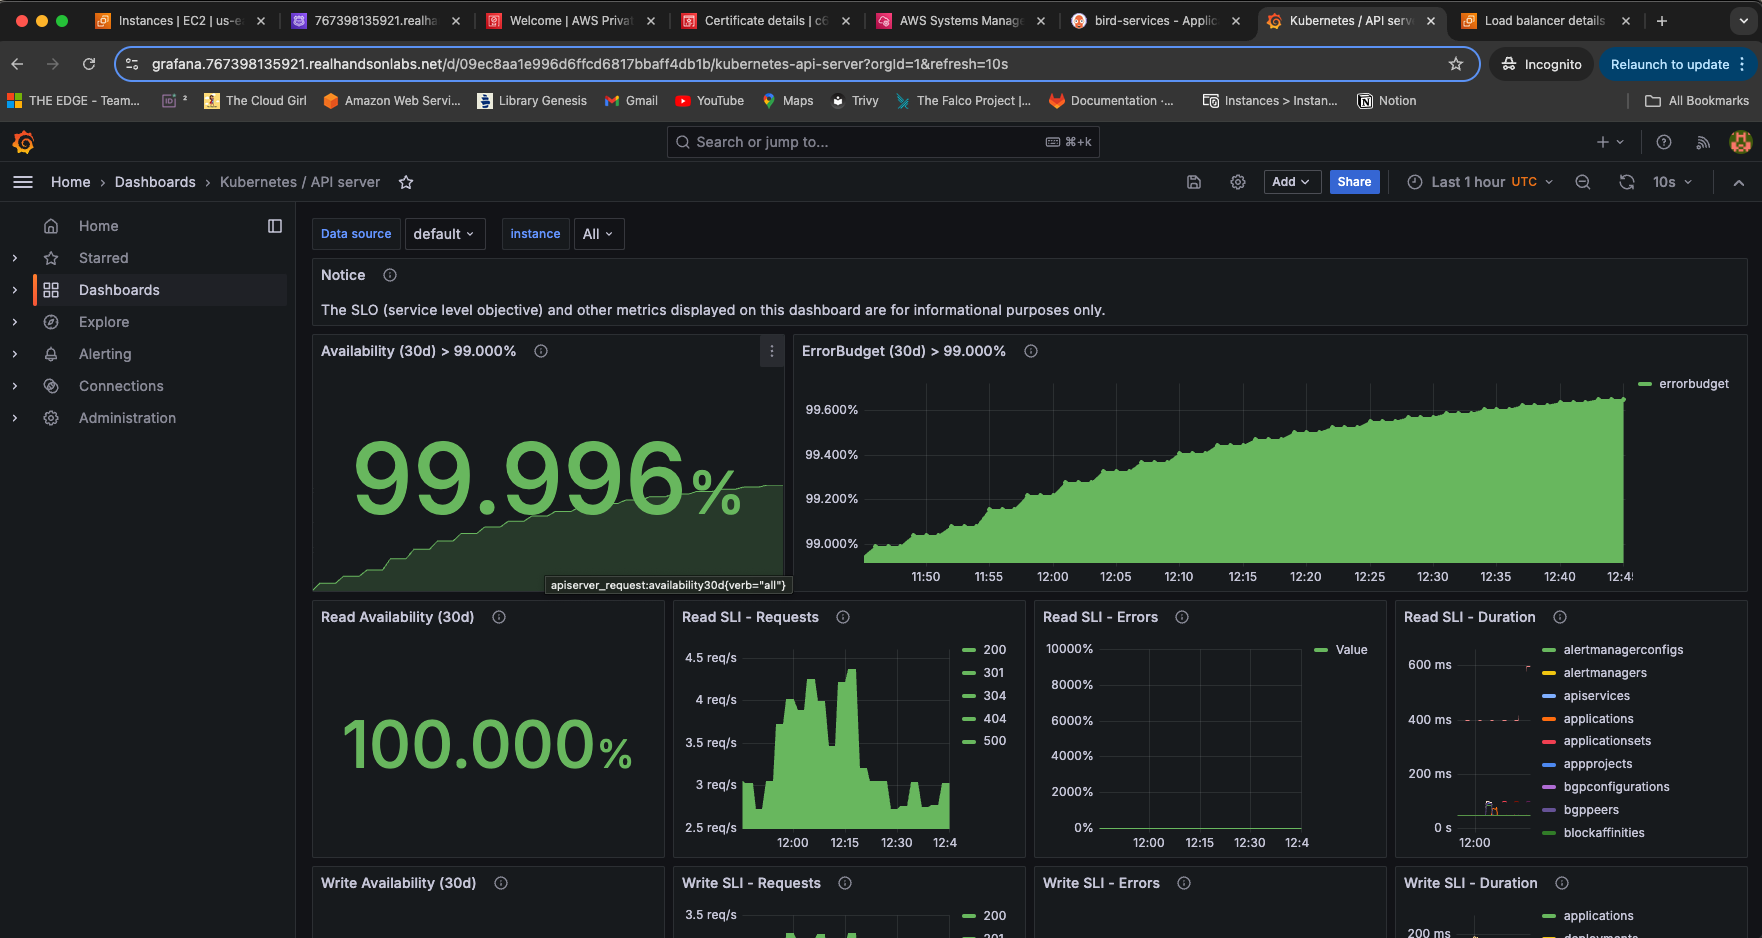 Instances | EC2 | us-e
767398135921.realha
Welcome | AWS Privat
Certificate details | c6
AWS Systems Manage
bird-services - Applic
Kubernetes / API serv
Load balancer details
grafana.767398135921.realhandsonlabs.net/d/09ec8aa1e996d6ffcd6817bbaff4db1b/kubernetes-api-server?orgId=1&refresh=10s
Incognito
Relaunch to update
THE EDGE - Team...
2
The Cloud Girl
Amazon Web Servi...
Library Genesis
Gmail
YouTube
Maps
Trivy
The Falco Project |...
Documentation -...
Instances > Instan...
Notion
All Bookmarks
Search or jump to...
⌘+k
Home › Dashboards › Kubernetes / API server
Add
Share
Last 1 hour UTC
10s
Home
Starred
Dashboards
Explore
Alerting
Connections
Administration
Data source
default
instance
All
Notice
The SLO (service level objective) and other metrics displayed on this dashboard are for informational purposes only.
Availability (30d) > 99.000%
99.996%
apiserver_request:availability30d{verb="all"}
ErrorBudget (30d) > 99.000%
errorbudget
99.600%
99.400%
99.200%
99.000%
11:50 11:55 12:00 12:05 12:10 12:15 12:20 12:25 12:30 12:35 12:40 12:45
Read Availability (30d)
100.000%
Read SLI - Requests
4.5 req/s
4 req/s
3.5 req/s
3 req/s
2.5 req/s
12:00 12:15 12:30 12:4
200
301
304
404
500
Read SLI - Errors
10000%
8000%
6000%
4000%
2000%
0%
12:00 12:15 12:30 12:4
Value
Read SLI - Duration
600 ms
400 ms
200 ms
0 s
12:00
alertmanagerconfigs
alertmanagers
apiservices
applications
applicationsets
appprojects
bgpconfigurations
bgppeers
blockaffinities
Write Availability (30d)
Write SLI - Requests
3.5 req/s
200
301
Write SLI - Errors
Write SLI - Duration
200 ms
applications
deployments